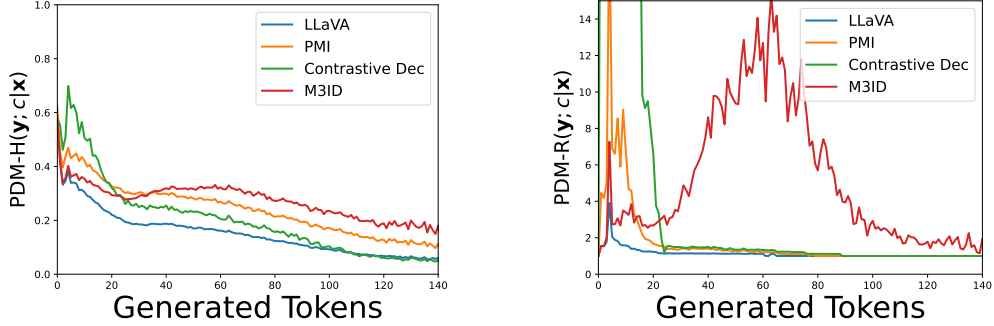 PDM-H(y; c|x)
1.0
0.8
0.6
0.4
0.2
0.0
LLaVA
PMI
Contrastive Dec
M3ID
0 20 40 60 80 100 120 140
Generated Tokens
PDM-R(y; c|x)
14
12
10
8
6
4
2
0
LLaVA
PMI
Contrastive Dec
M3ID
0 20 40 60 80 100 120 140
Generated Tokens